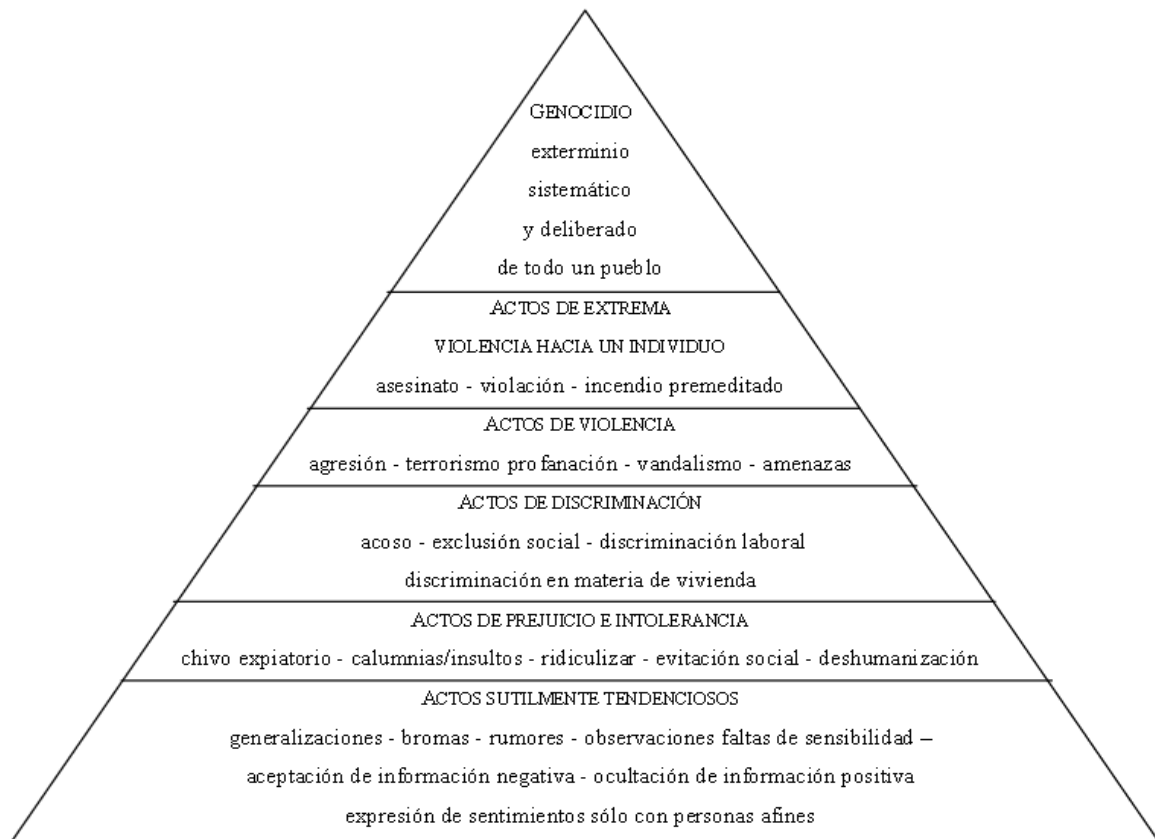 GENOCIDIO
exterminio
sistemático
y deliberado
de todo un pueblo
ACTOS DE EXTREMA
VIOLENCIA HACIA UN INDIVIDUO
asesinato - violación - incendio premeditado
ACTOS DE VIOLENCIA
agresión - terrorismo profanación - vandalismo - amenazas
ACTOS DE DISCRIMINACIÓN
acoso - exclusión social - discriminación laboral
discriminación en materia de vivienda
ACTOS DE PREJUICIO E INTOLERANCIA
chivo expiatorio - calumnias/insultos - ridiculizar - evitación social - deshumanización
ACTOS SUTILMENTE TENDENCIOSOS
generalizaciones - bromas - rumores - observaciones faltas de sensibilidad –
aceptación de información negativa - ocultación de información positiva
expresión de sentimientos sólo con personas afines